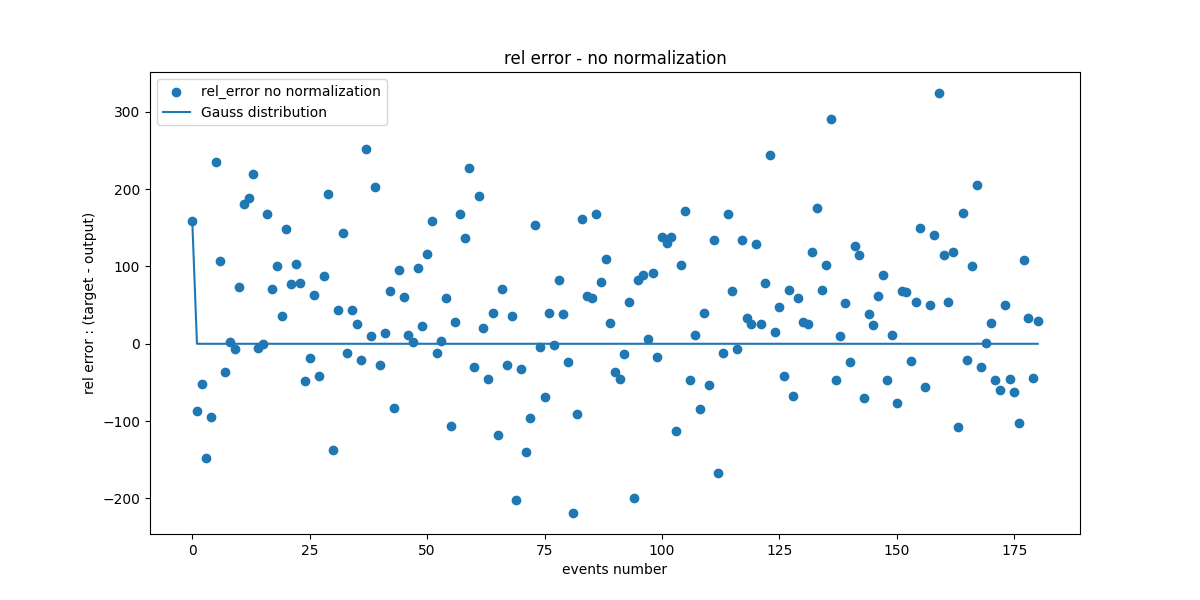 rel error - no normalization
rel_error no normalization
Gauss distribution
rel error : (target - output)
300
200
100
0
−100
−200
0
25
50
75
100
125
150
175
events number